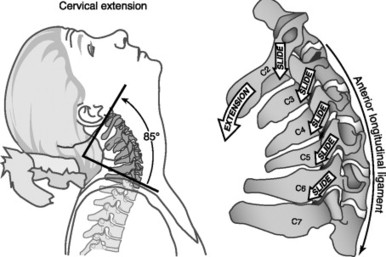 Cervical extension
85°
EXTENSION
C2
SLIDE
C3
SLIDE
C4
SLIDE
C5
SLIDE
C6
SLIDE
C7
Anterior longitudinal ligament